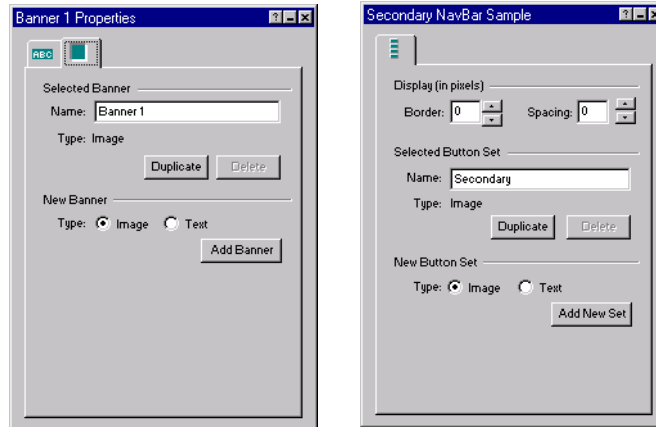 Banner 1 Properties
ABC
Selected Banner
Name: Banner 1
Type: Image
Duplicate Delete
New Banner
Type: Image Text
Add Banner
Secondary NavBar Sample
Display (in pixels)
Border: 0 Spacing: 0
Selected Button Set
Name: Secondary
Type: Image
Duplicate Delete
New Button Set
Type: Image Text
Add New Set